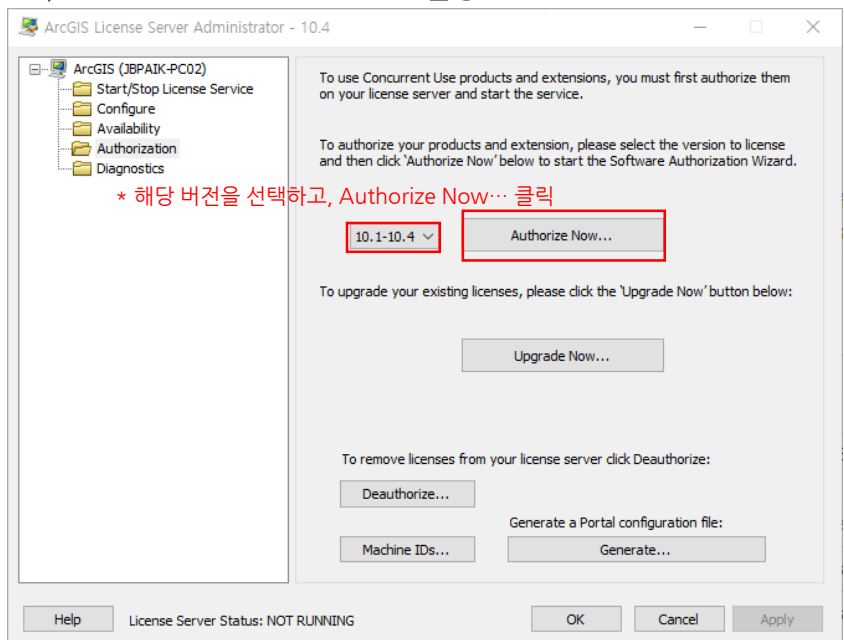 ArcGIS License Server Administrator - 10.4
ArcGIS (JBPAIK-PC02)
Start/Stop License Service
Configure
Availability
Authorization
Diagnostics
To use Concurrent Use products and extensions, you must first authorize them
on your license server and start the service.
To authorize your products and extension, please select the version to license
and then click `Authorize Now´ below to start the Software Authorization Wizard.
* 해당 버전을 선택하고, Authorize Now… 클릭
10.1-10.4
Authorize Now...
To upgrade your existing licenses, please click the `Upgrade Now´ button below:
Upgrade Now...
To remove licenses from your license server click Deauthorize:
Deauthorize...
Generate a Portal configuration file:
Machine IDs...
Generate...
Help
License Server Status: NOT RUNNING
OK
Cancel
Apply